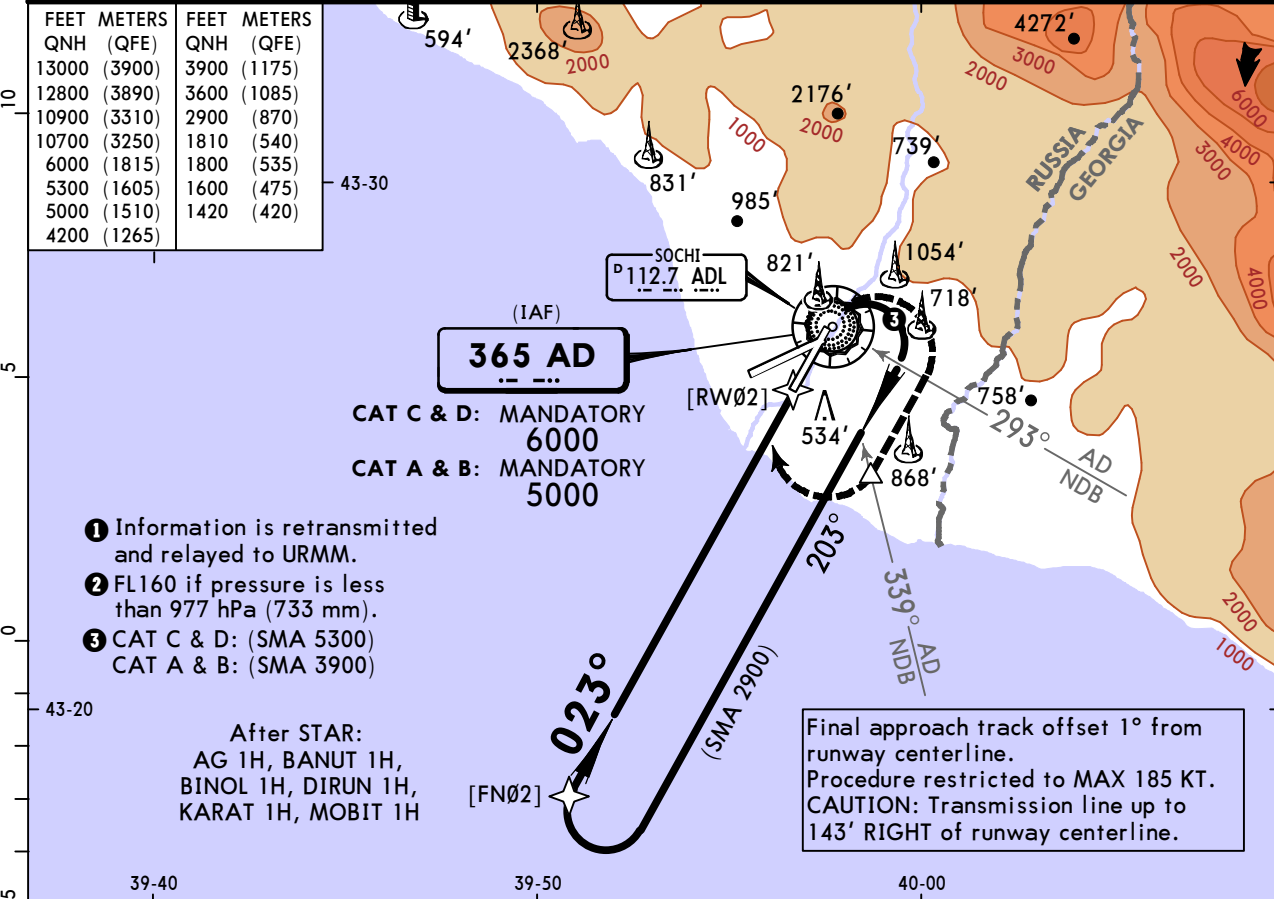 FEET METERS FEET METERS
QNH (QFE) QNH (QFE)
13000 (3900) 3900 (1175)
12800 (3890) 3600 (1085)
10900 (3310) 2900 (870)
10700 (3250) 1810 (540)
6000 (1815) 1800 (535)
5300 (1605) 1600 (475)
5000 (1510) 1420 (420)
4200 (1265)
594'
2368'
2000
4272'
3000
2000
6000
4000
3000
2000
4000
2176'
2000
1000
739'
RUSSIA
GEORGIA
10
43-30
831'
985'
SOCHI
D 112.7 ADL
821'
1054'
718'
3
(IAF)
365 AD
5
[RWØ2]
534'
758'
293°
AD
NDB
CAT C & D: MANDATORY
6000
CAT A & B: MANDATORY
5000
868'
203°
339°
AD
NDB
1 Information is retransmitted
and relayed to URMM.
2 FL160 if pressure is less
than 977 hPa (733 mm).
3 CAT C & D: (SMA 5300)
CAT A & B: (SMA 3900)
0
2000
1000
43-20
023°
(SMA 2900)
After STAR:
AG 1H, BANUT 1H,
BINOL 1H, DIRUN 1H,
KARAT 1H, MOBIT 1H
[FNØ2]
Final approach track offset 1° from
runway centerline.
Procedure restricted to MAX 185 KT.
CAUTION: Transmission line up to
143' RIGHT of runway centerline.
5
39-40
39-50
40-00